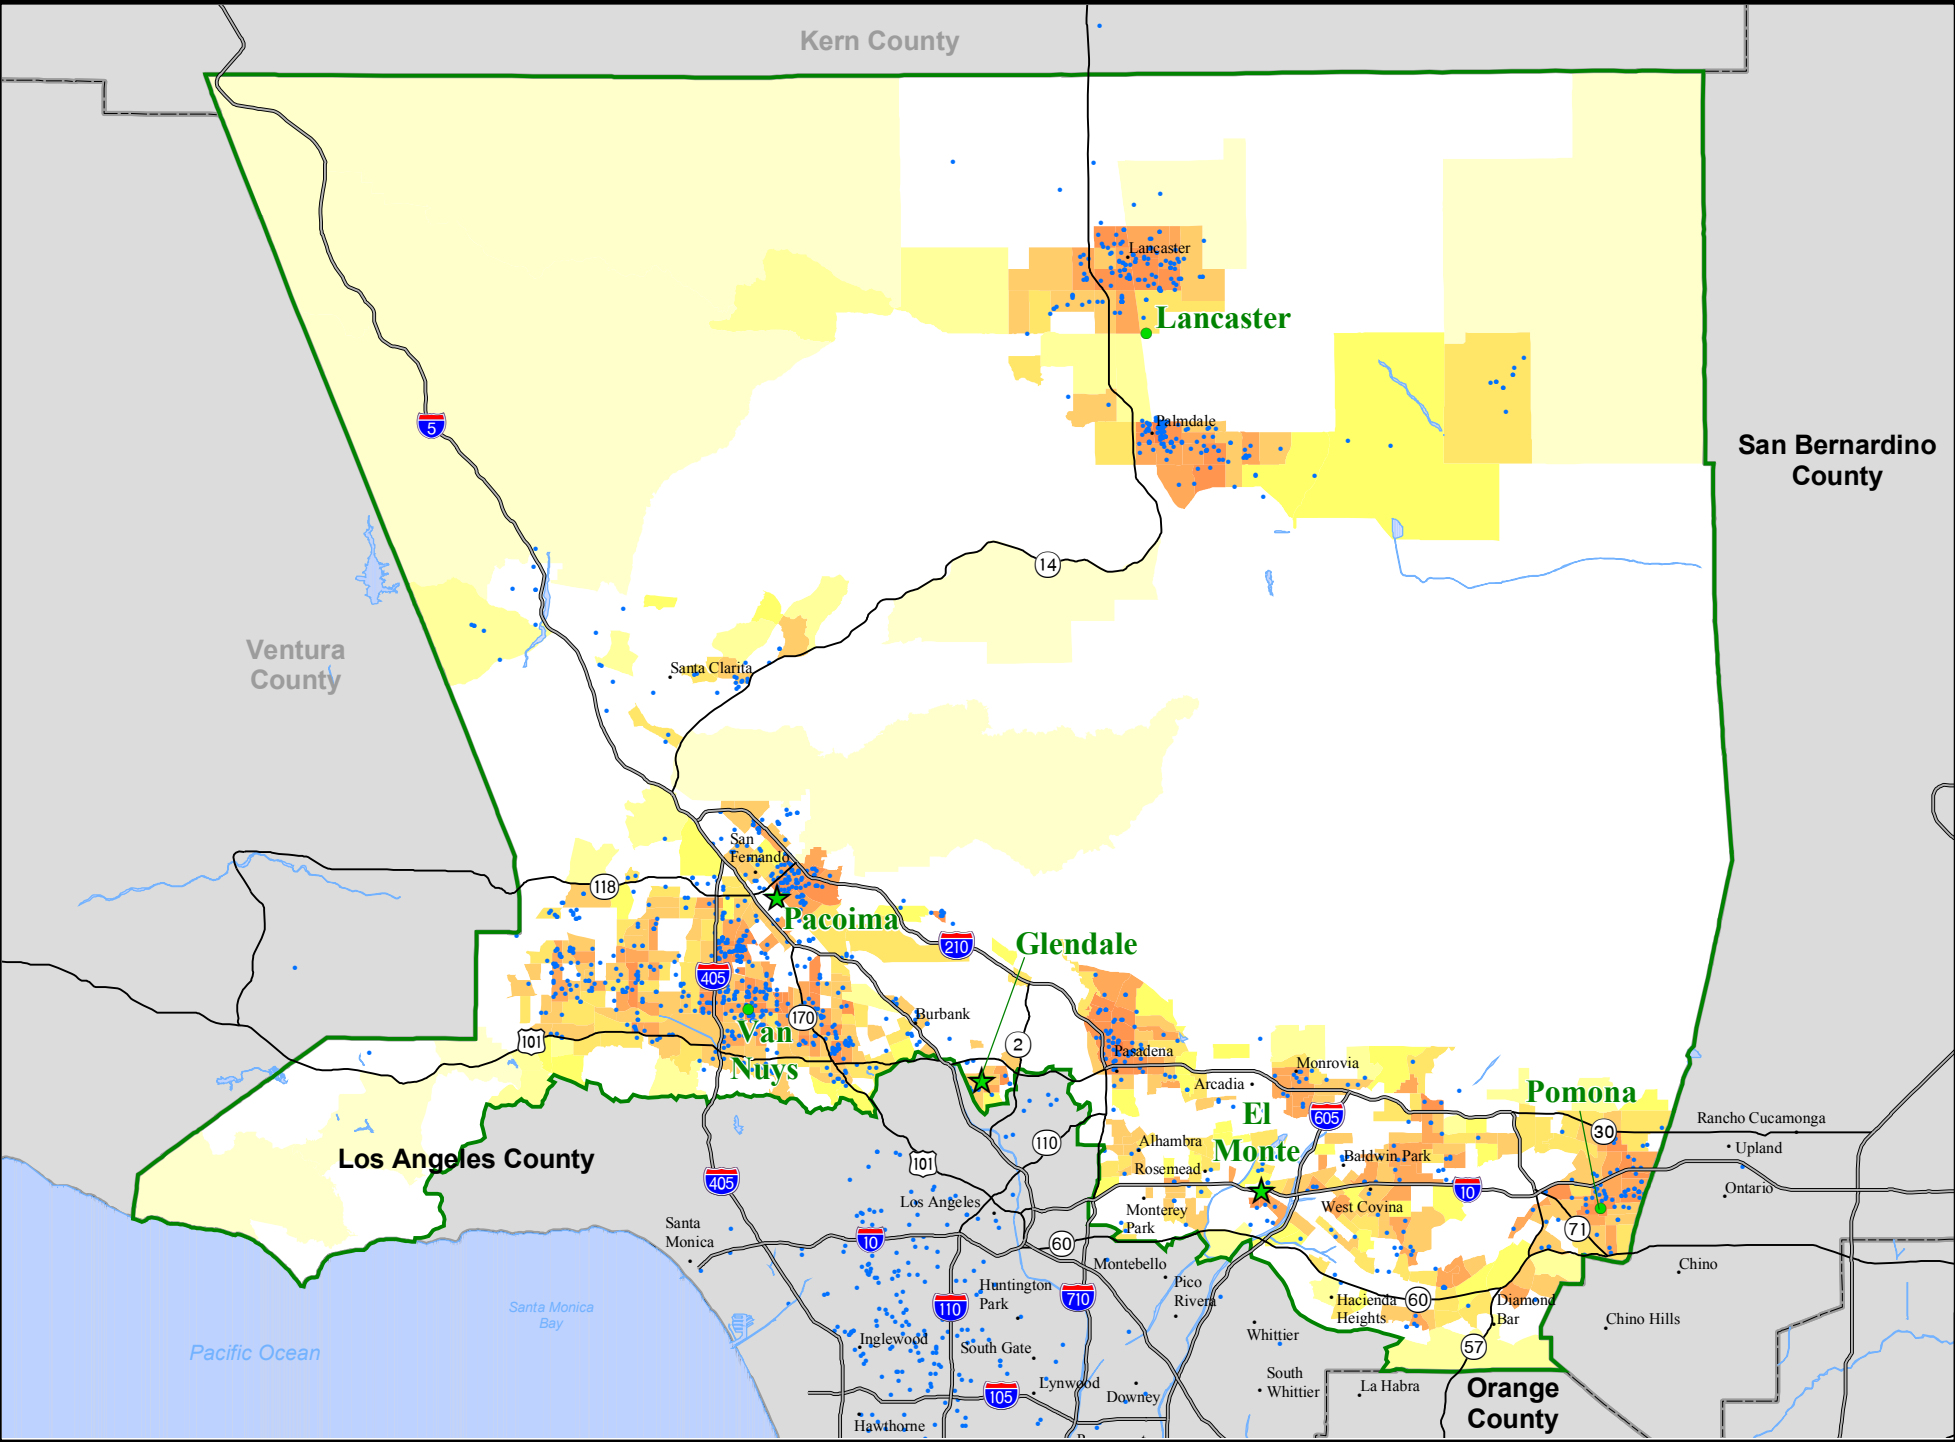 Kern County
Lancaster
Lancaster
5
Palmdale
San Bernardino
County
14
Ventura
County
Santa Clarita
San
Fernando
118
Pacoima
210
Glendale
405
170
Burbank
Van
Nuys
101
2
Pasadena
Monrovia
Arcadia
El
Monte
605
Pomona
30
Rancho Cucamonga
Upland
Los Angeles County
110
Alhambra
Rosemead
Baldwin Park
101
405
10
Ontario
Los Angeles
Monterey
Park
West Covina
71
Santa
Monica
10
60
Montebello
Chino
Huntington
Park
710
Pico
Rivera
Hacienda
Heights
60
Diamond
Bar
Santa Monica
Bay
110
Chino Hills
Pacific Ocean
Inglewood
South Gate
Whittier
57
South
Whittier
La Habra
Orange
County
105
Lynwood
Downey
Hawthorne